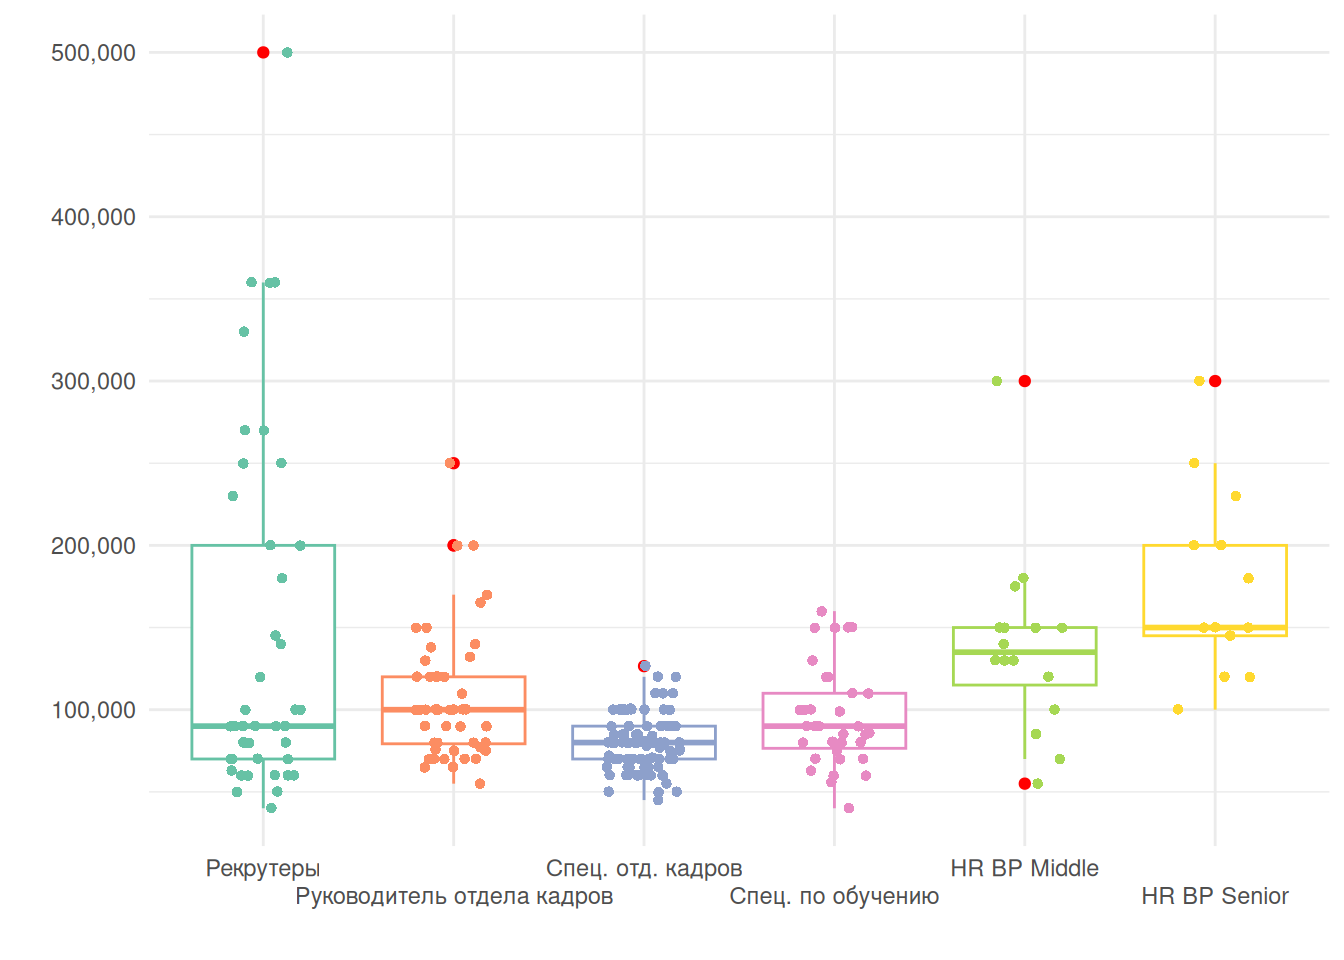 500,000
400,000
300,000
200,000
100,000
Рекрутеры
Руководитель отдела кадров
Спец. отд. кадров
Спец. по обучению
HR BP Middle
HR BP Senior